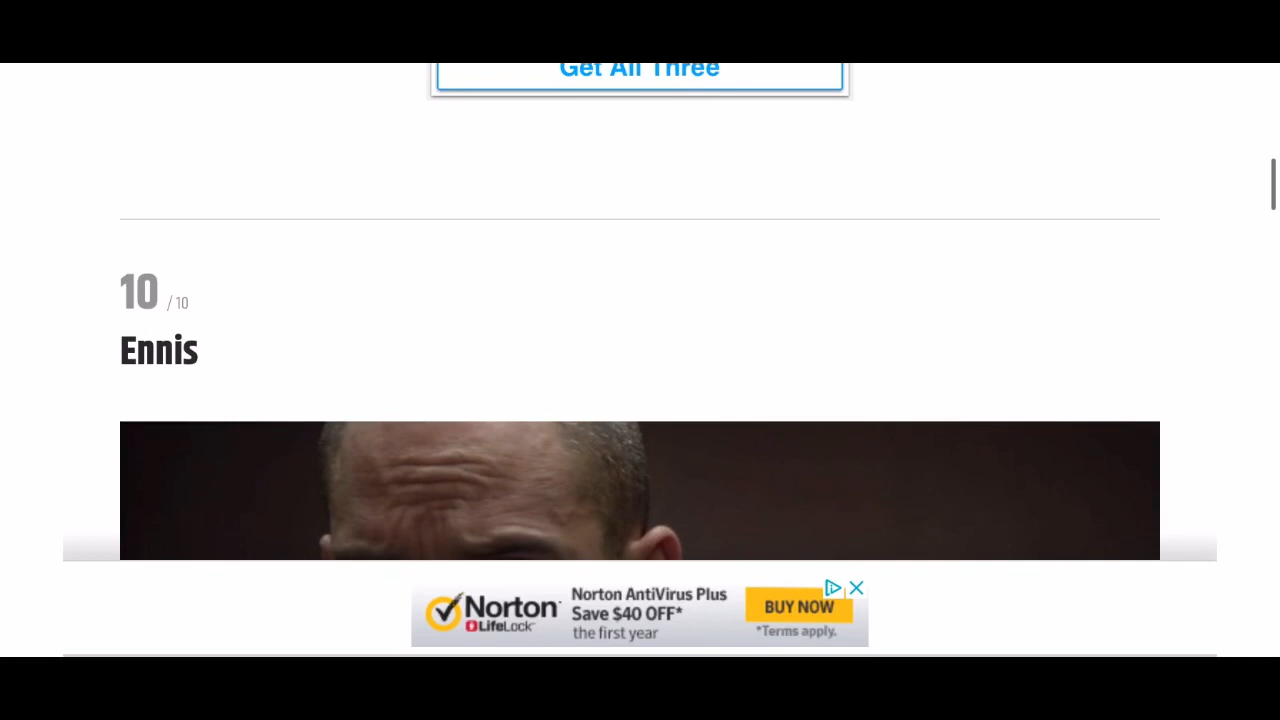 Get All Three
10 / 10
Ennis
Norton
LifeLock
Norton AntiVirus Plus
Save $40 OFF*
the first year
BUY NOW
*Terms apply.